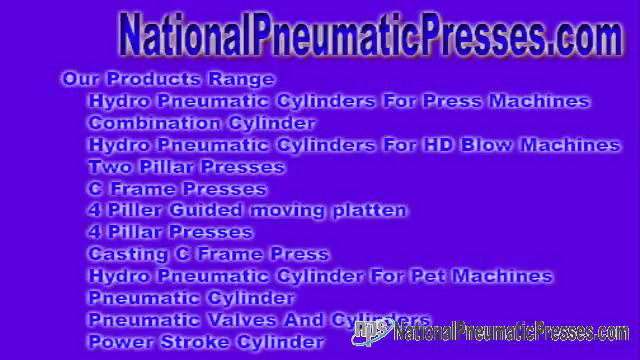 NationalPneumaticPresses.com
Our Products Range
Hydro Pneumatic Cylinders For Press Machines
Combination Cylinder
Hydro Pneumatic Cylinders For HD Blow Machines
Two Pillar Presses
C Frame Presses
4 Piller Guided moving platten
4 Pillar Presses
Casting C Frame Press
Hydro Pneumatic Cylinder For Pet Machines
Pneumatic Cylinder
Pneumatic Valves And Cylinders
NationalPneumaticPresses.com
Power Stroke Cylinder